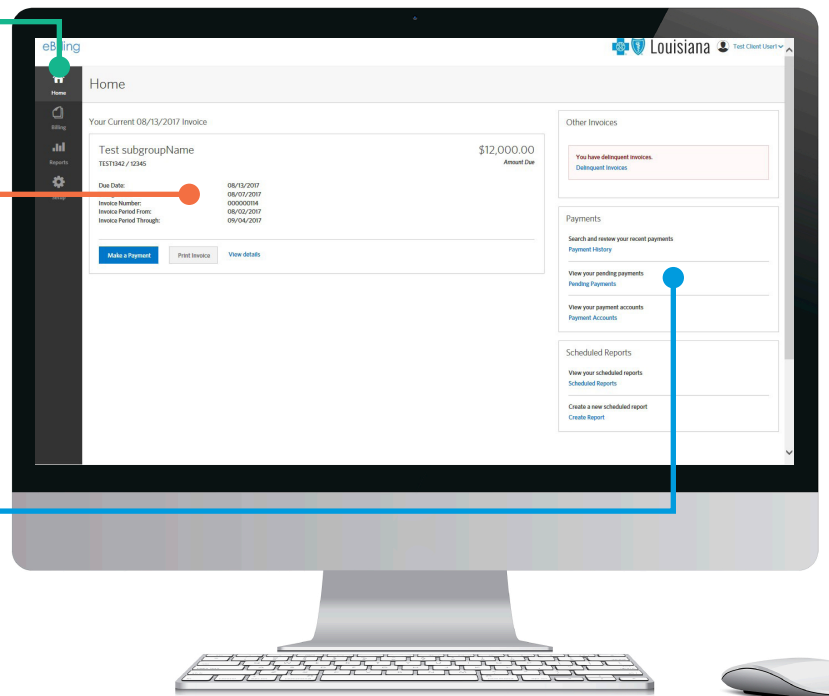 eBilling
Louisiana
Test Client User1
Home
Home
Billing
Reports
Setup
Your Current 08/13/2017 Invoice
Test subgroupName
TEST1342 / 12345
$12,000.00
Amount Due
Due Date: 08/13/2017
08/07/2017
Invoice Number: 000000114
Invoice Period From: 08/02/2017
Invoice Period Through: 09/04/2017
Make a Payment
Print Invoice
View details
Other Invoices
You have delinquent invoices.
Delinquent Invoices
Payments
Search and review your recent payments
Payment History
View your pending payments
Pending Payments
View your payment accounts
Payment Accounts
Scheduled Reports
View your scheduled reports
Scheduled Reports
Create a new scheduled report
Create Report